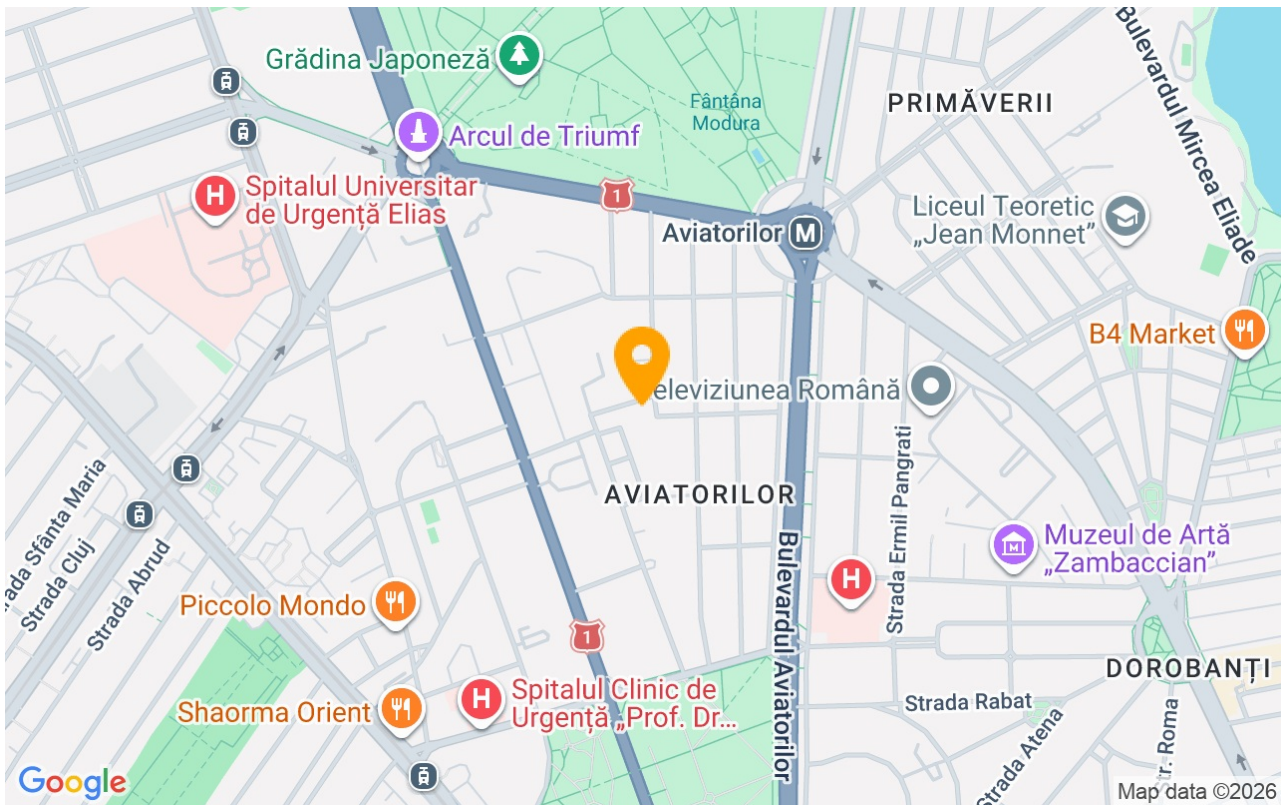 Grădina Japoneză
Fântâna
Modura
PRIMĂVERII
Bulevardul Mircea Eliade
Arcul de Triumf
1
Spitalul Universitar
de Urgență Elias
H
Aviatorilor
M
Liceul Teoretic
„Jean Monnet”
B4 Market
eleviziunea Română
AVIATORILOR
Strada Ermil Pangrati
Bulevardul Aviatorilor
Muzeul de Artă
„Zambaccian”
M
H
rada Sfânta Maria
Strada Cluj
Strada Abrud
Piccolo Mondo
1
DOROBANȚI
Spitalul Clinic de
Urgență „Prof. Dr...
H
Shaorma Orient
Strada Rabat
Strada Atena
Str. Roma
Google
Map data ©2026